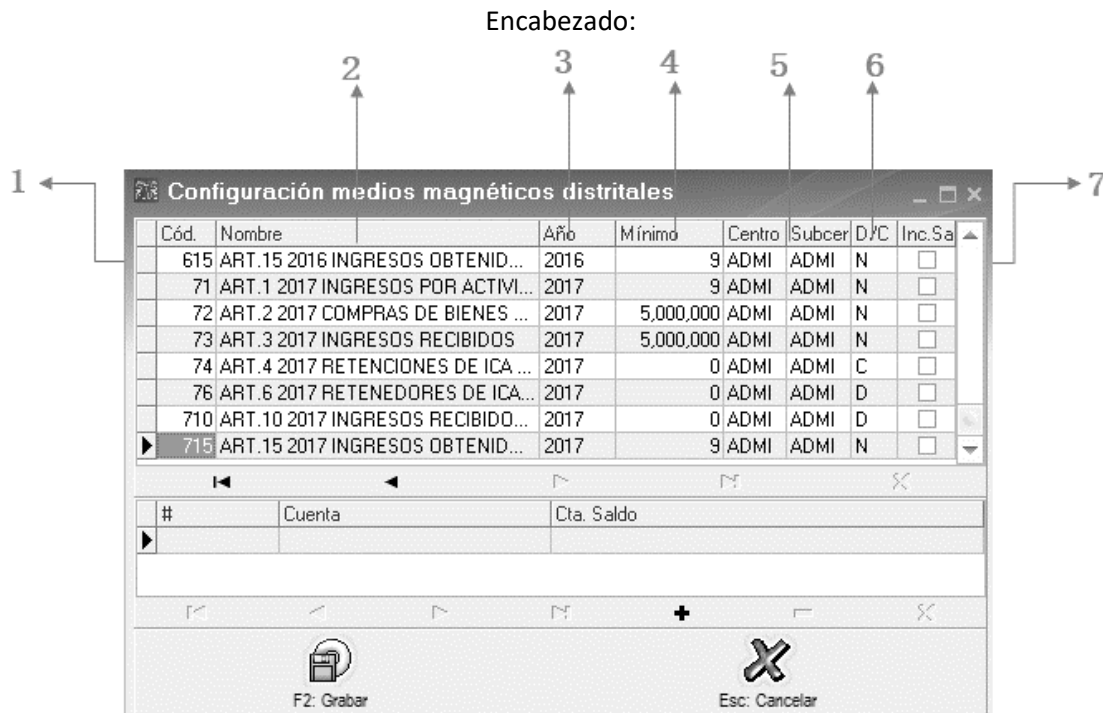 Encabezado:
2 3 4 5 6
1 7
Configuración medios magnéticos distritales
Cód. Nombre Año Mínimo Centro Subcer D/C Inc.Sa
615 ART.15 2016 INGRESOS OBTENID... 2016 9 ADMI ADMI N
71 ART.1 2017 INGRESOS POR ACTIVI... 2017 9 ADMI ADMI N
72 ART.2 2017 COMPRAS DE BIENES ... 2017 5,000,000 ADMI ADMI N
73 ART.3 2017 INGRESOS RECIBIDOS 2017 5,000,000 ADMI ADMI N
74 ART.4 2017 RETENCIONES DE ICA ... 2017 0 ADMI ADMI C
76 ART.6 2017 RETENEDORES DE ICA... 2017 0 ADMI ADMI D
710 ART.10 2017 INGRESOS RECIBIDO... 2017 0 ADMI ADMI D
715 ART.15 2017 INGRESOS OBTENID... 2017 9 ADMI ADMI N
# Cuenta Cta. Saldo
F2: Grabar Esc: Cancelar